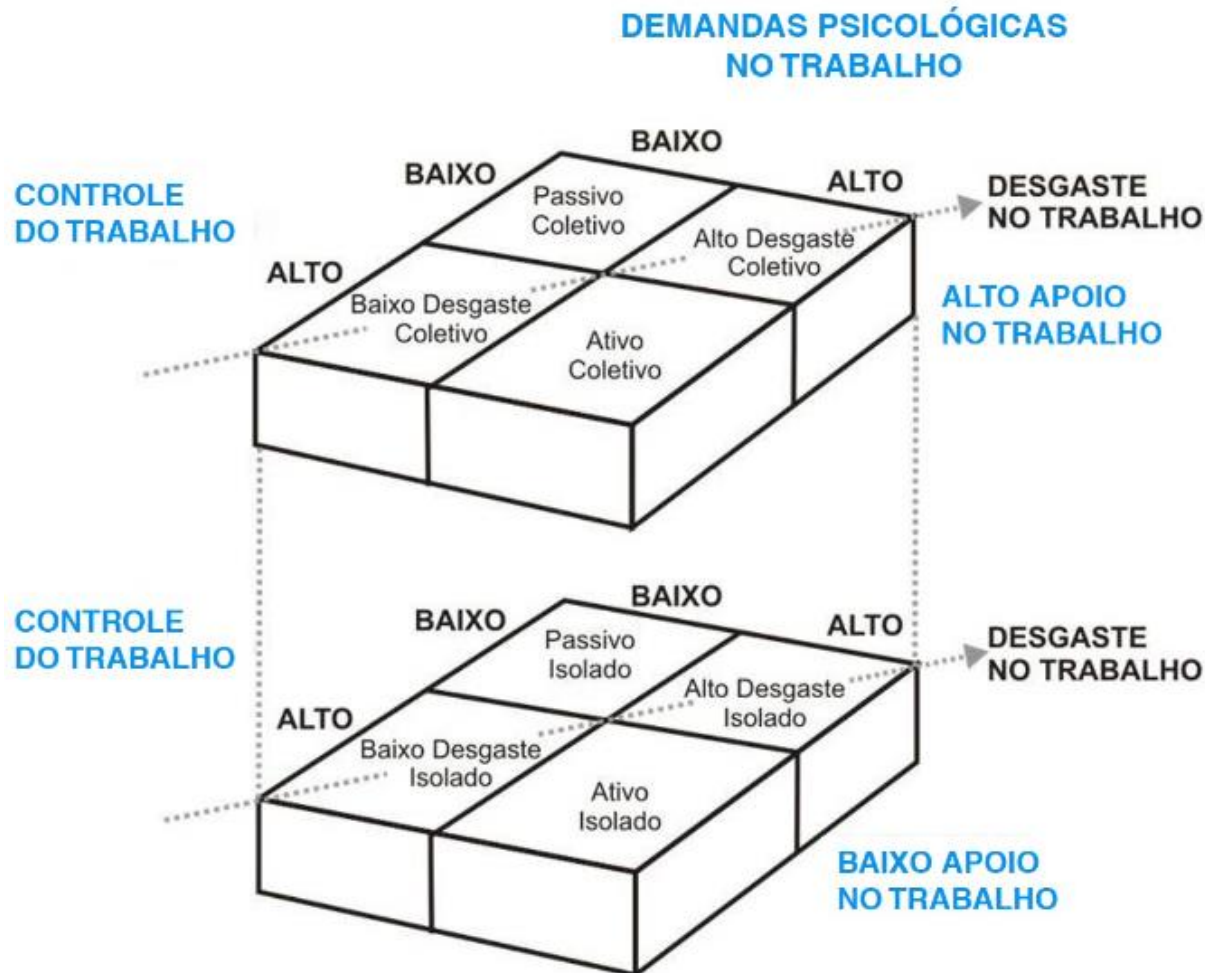 DEMANDAS PSICOLÓGICAS
NO TRABALHO
BAIXO
BAIXO
ALTO
CONTROLE
DO TRABALHO
DESGASTE
NO TRABALHO
Passivo
Coletivo
Alto Desgaste
Coletivo
ALTO
Baixo Desgaste
Coletivo
Ativo
Coletivo
ALTO APOIO
NO TRABALHO
BAIXO
BAIXO
ALTO
CONTROLE
DO TRABALHO
DESGASTE
NO TRABALHO
Passivo
Isolado
Alto Desgaste
Isolado
ALTO
Baixo Desgaste
Isolado
Ativo
Isolado
BAIXO APOIO
NO TRABALHO